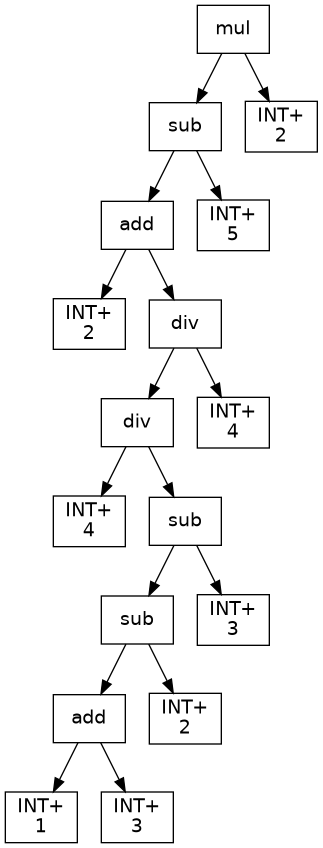 mul
sub
INT+
2
add
INT+
5
INT+
2
div
div
INT+
4
INT+
4
sub
sub
INT+
3
add
INT+
2
INT+
1
INT+
3